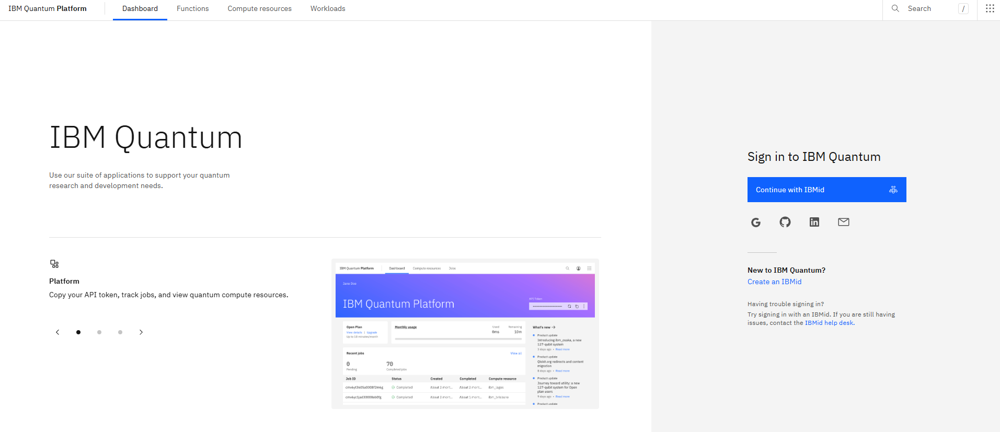 IBM Quantum Platform
Dashboard
Functions
Compute resources
Workloads
Search
/
IBM Quantum
Use our suite of applications to support your quantum
research and development needs.
Platform
Copy your API token, track jobs, and view quantum compute resources.
IBM Quantum Platform
Dashboard
Compute resources
Jobs
Jane Doe
IBM Quantum Platform
API Token
Open Plan
View details | Upgrade
Up to 10 minutes/month
Monthly usage
Used
0ms
Remaining
10m
Recent jobs
View all
0
Pending
70
Completed jobs
Job ID Status Created Completed Compute resource
Completed About 2 mont... About 2 mont... ibm_lagos
Completed About 2 mont... About 1 mont... ibm_brisbane
What's new
Product update
Introducing ibm_osaka, a new
127-qubit system
3 days ago • Read more
Product update
Qiskit.org redirects and content
migration
8 days ago • Read more
Product update
Journey toward utility: a new
127-qubit system for Open
plan users
9 days ago • Read more
Product update
Sign in to IBM Quantum
Continue with IBMid
New to IBM Quantum?
Create an IBMid
Having trouble signing in?
Try signing in with an IBMid. If you are still having
issues, contact the IBMid help desk.